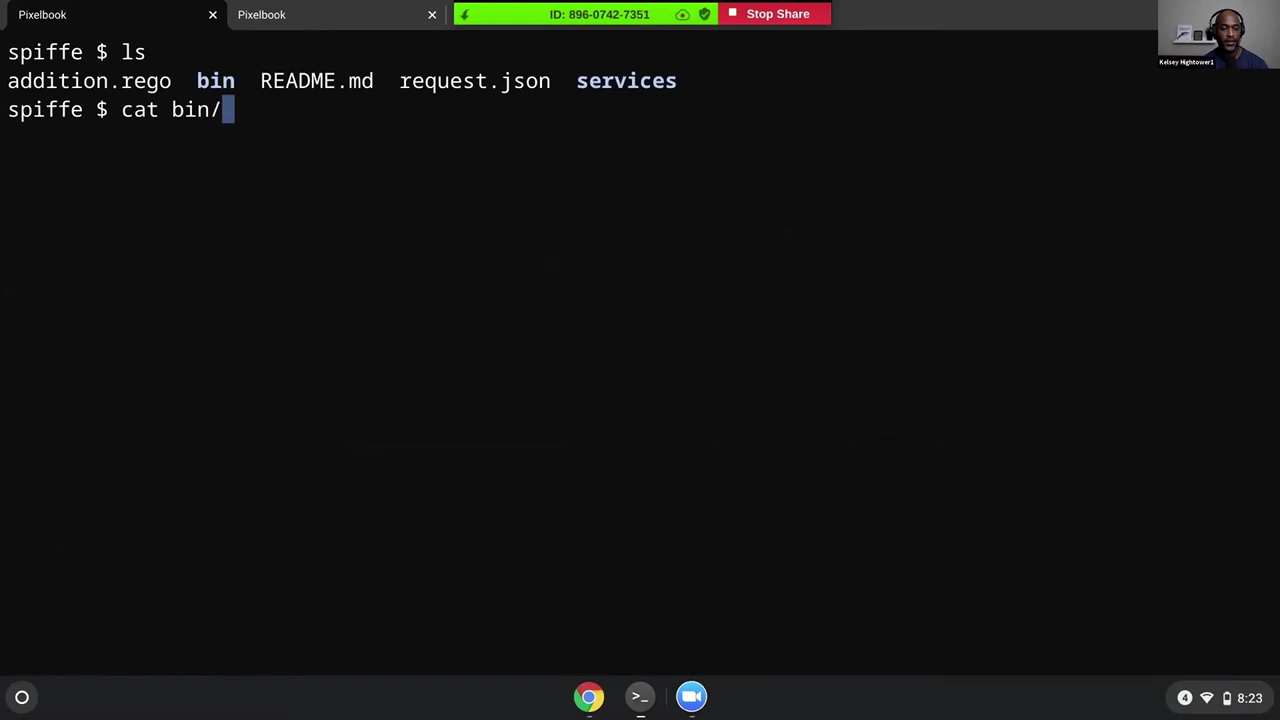 Pixelbook
Pixelbook
ID: 896-0742-7351
Stop Share
Kelsey Hightower1
spiffe $ ls
addition.rego bin README.md request.json services
spiffe $ cat bin/
>_
4
8:23